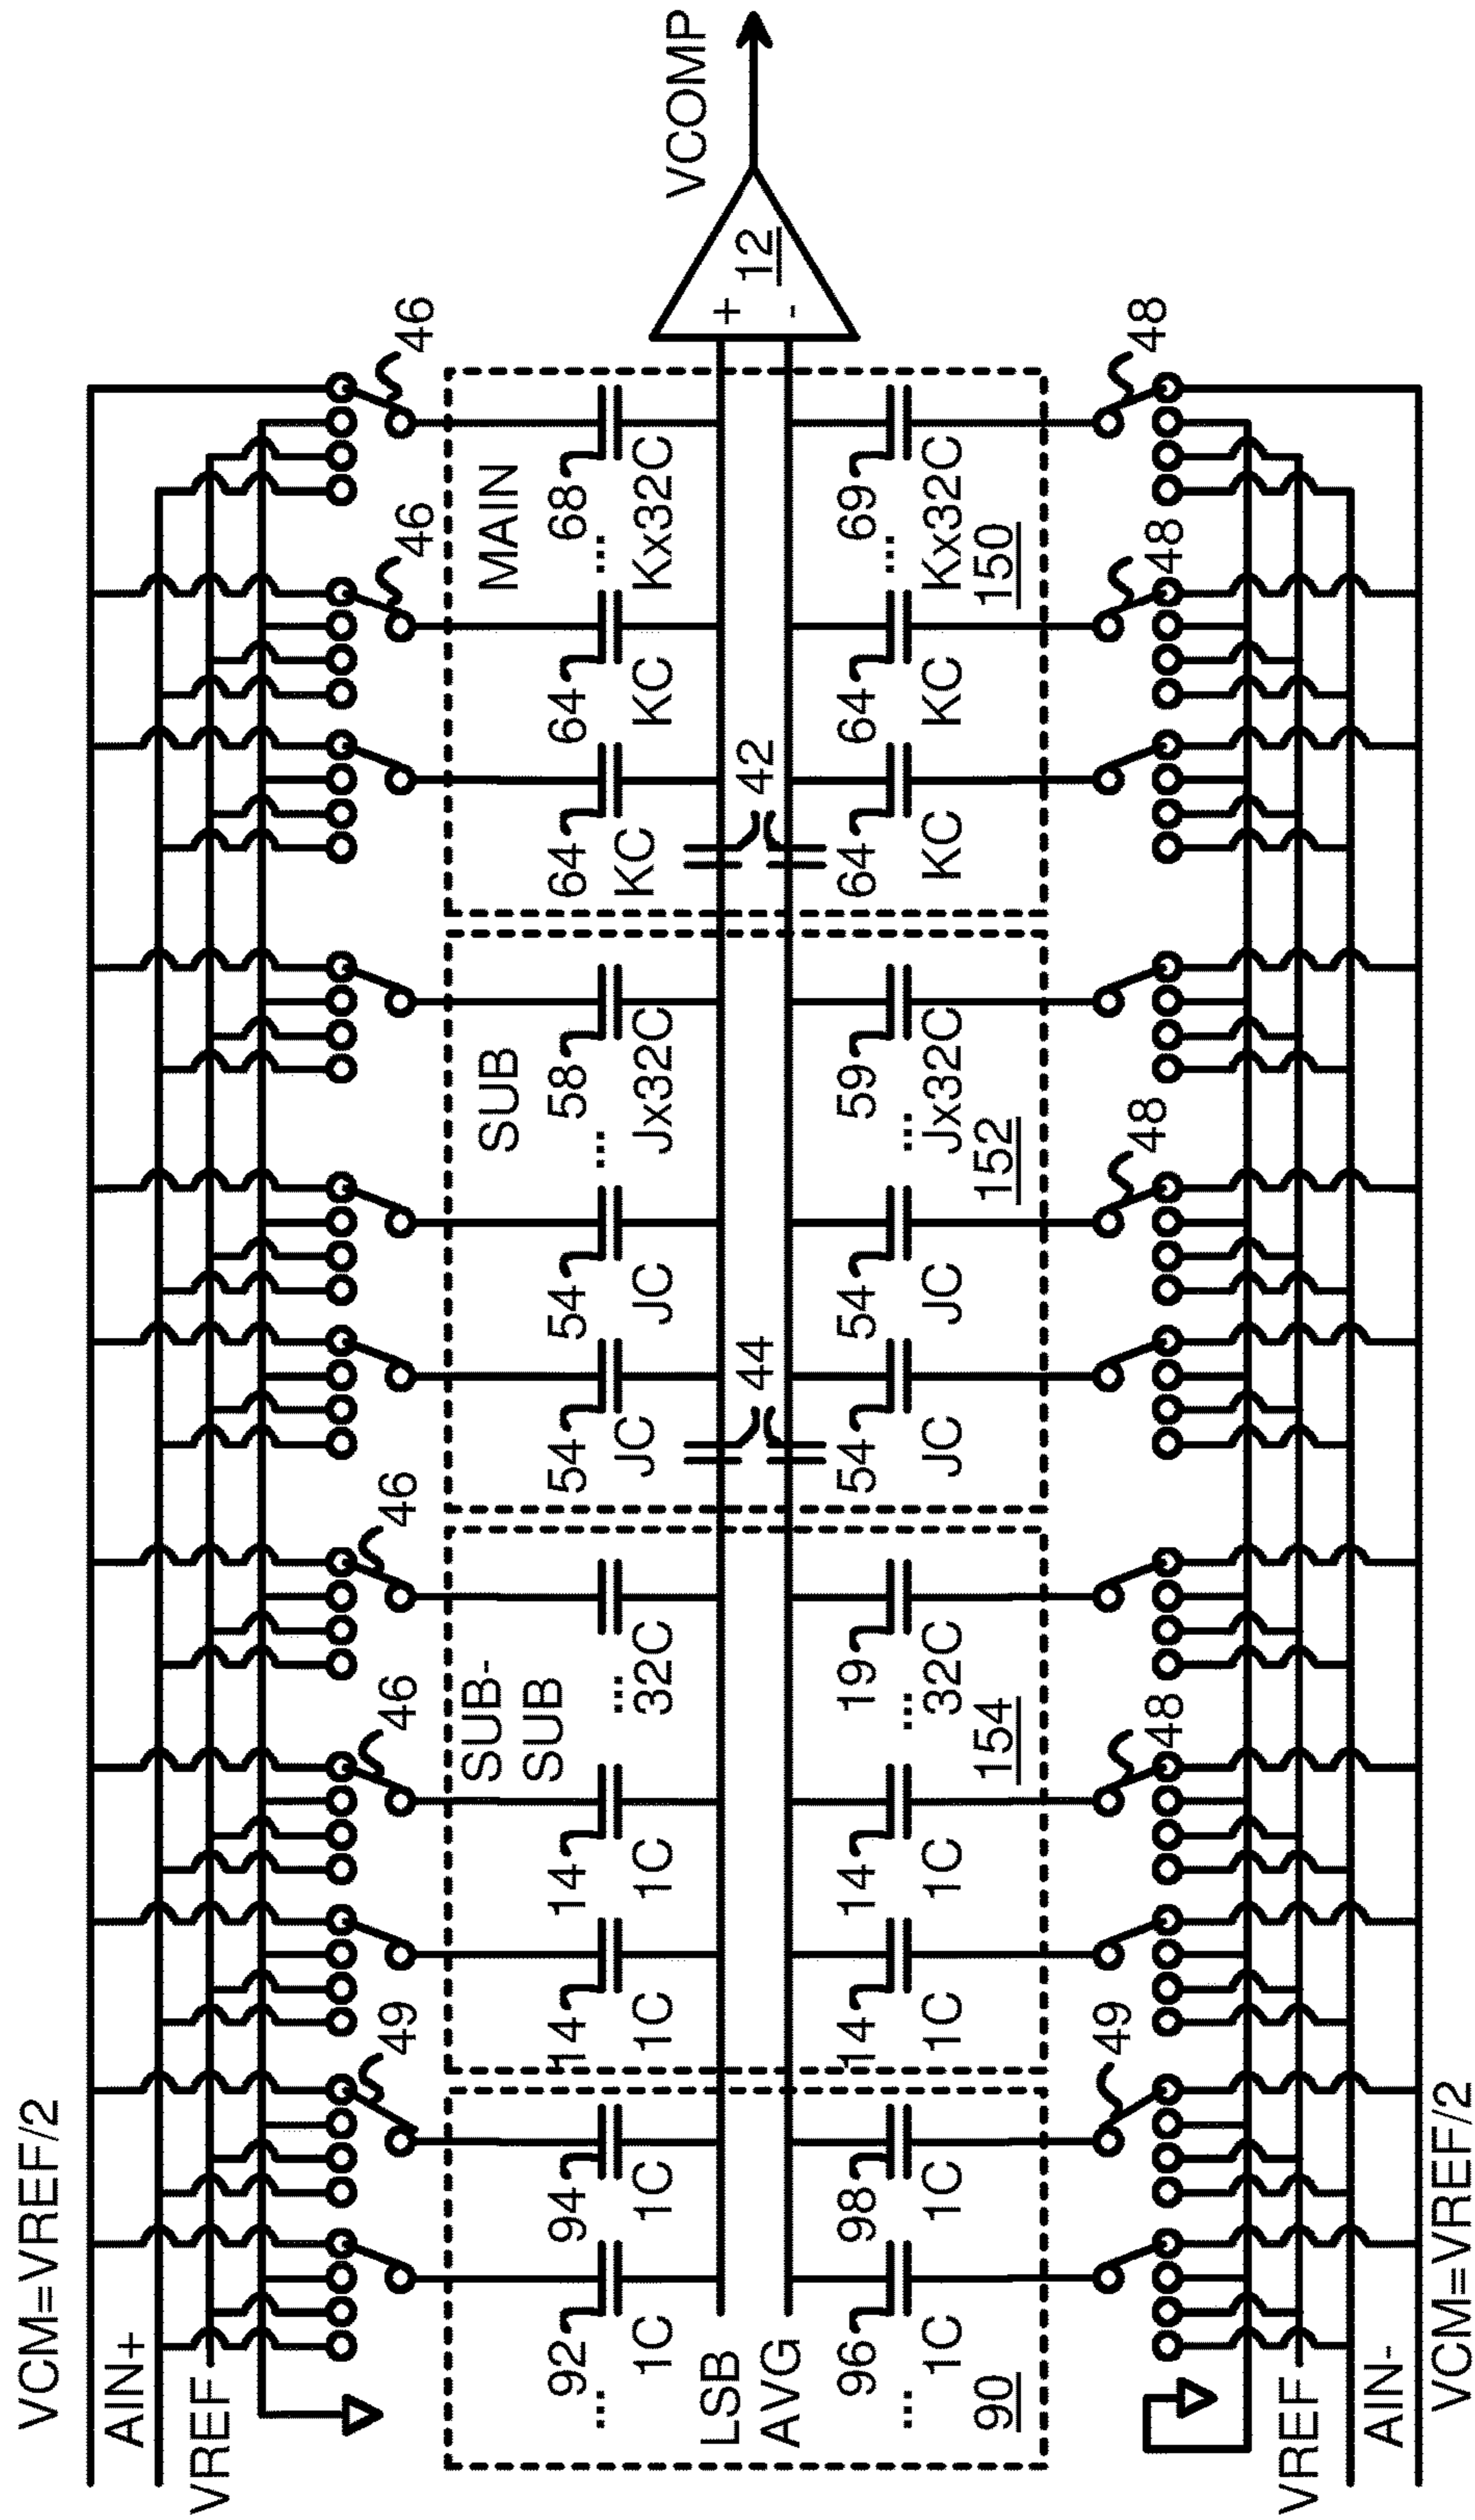 VCM=VREF/2
AIN+
VREF
49
46
46
46
46
92
1C
...
94
1C
14
1C
14
1C
SUB-
SUB
...
32C
54
JC
54
JC
SUB
...
58
Jx32C
64
KC
64
KC
MAIN
...
68
Kx32C
LSB
AVG
44
42
+
-
12
VCOMP
96
1C
...
98
1C
14
1C
14
1C
...
19
32C
54
JC
54
JC
...
59
Jx32C
64
KC
64
KC
...
69
Kx32C
90
154
152
150
49
48
48
48
48
VREF
AIN-
VCM=VREF/2